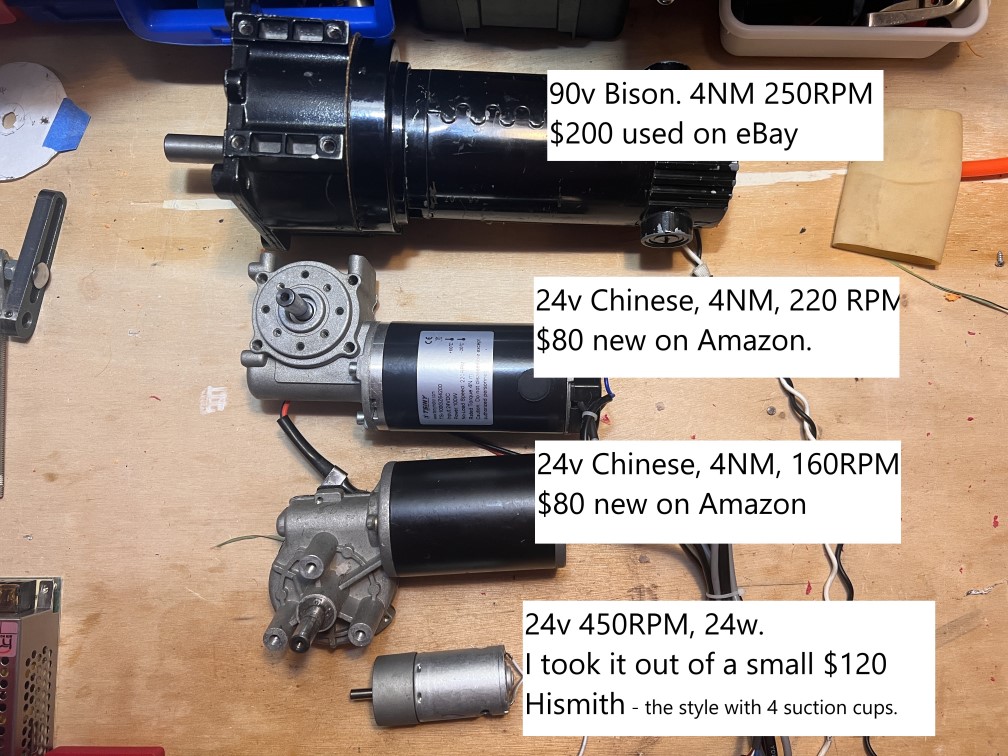 90v Bison. 4NM 250RPM
$200 used on eBay
24v Chinese, 4NM, 220 RPM
$80 new on Amazon.
24v Chinese, 4NM, 160RPM
$80 new on Amazon
24v 450RPM, 24w.
I took it out of a small $120
Hismith - the style with 4 suction cups.